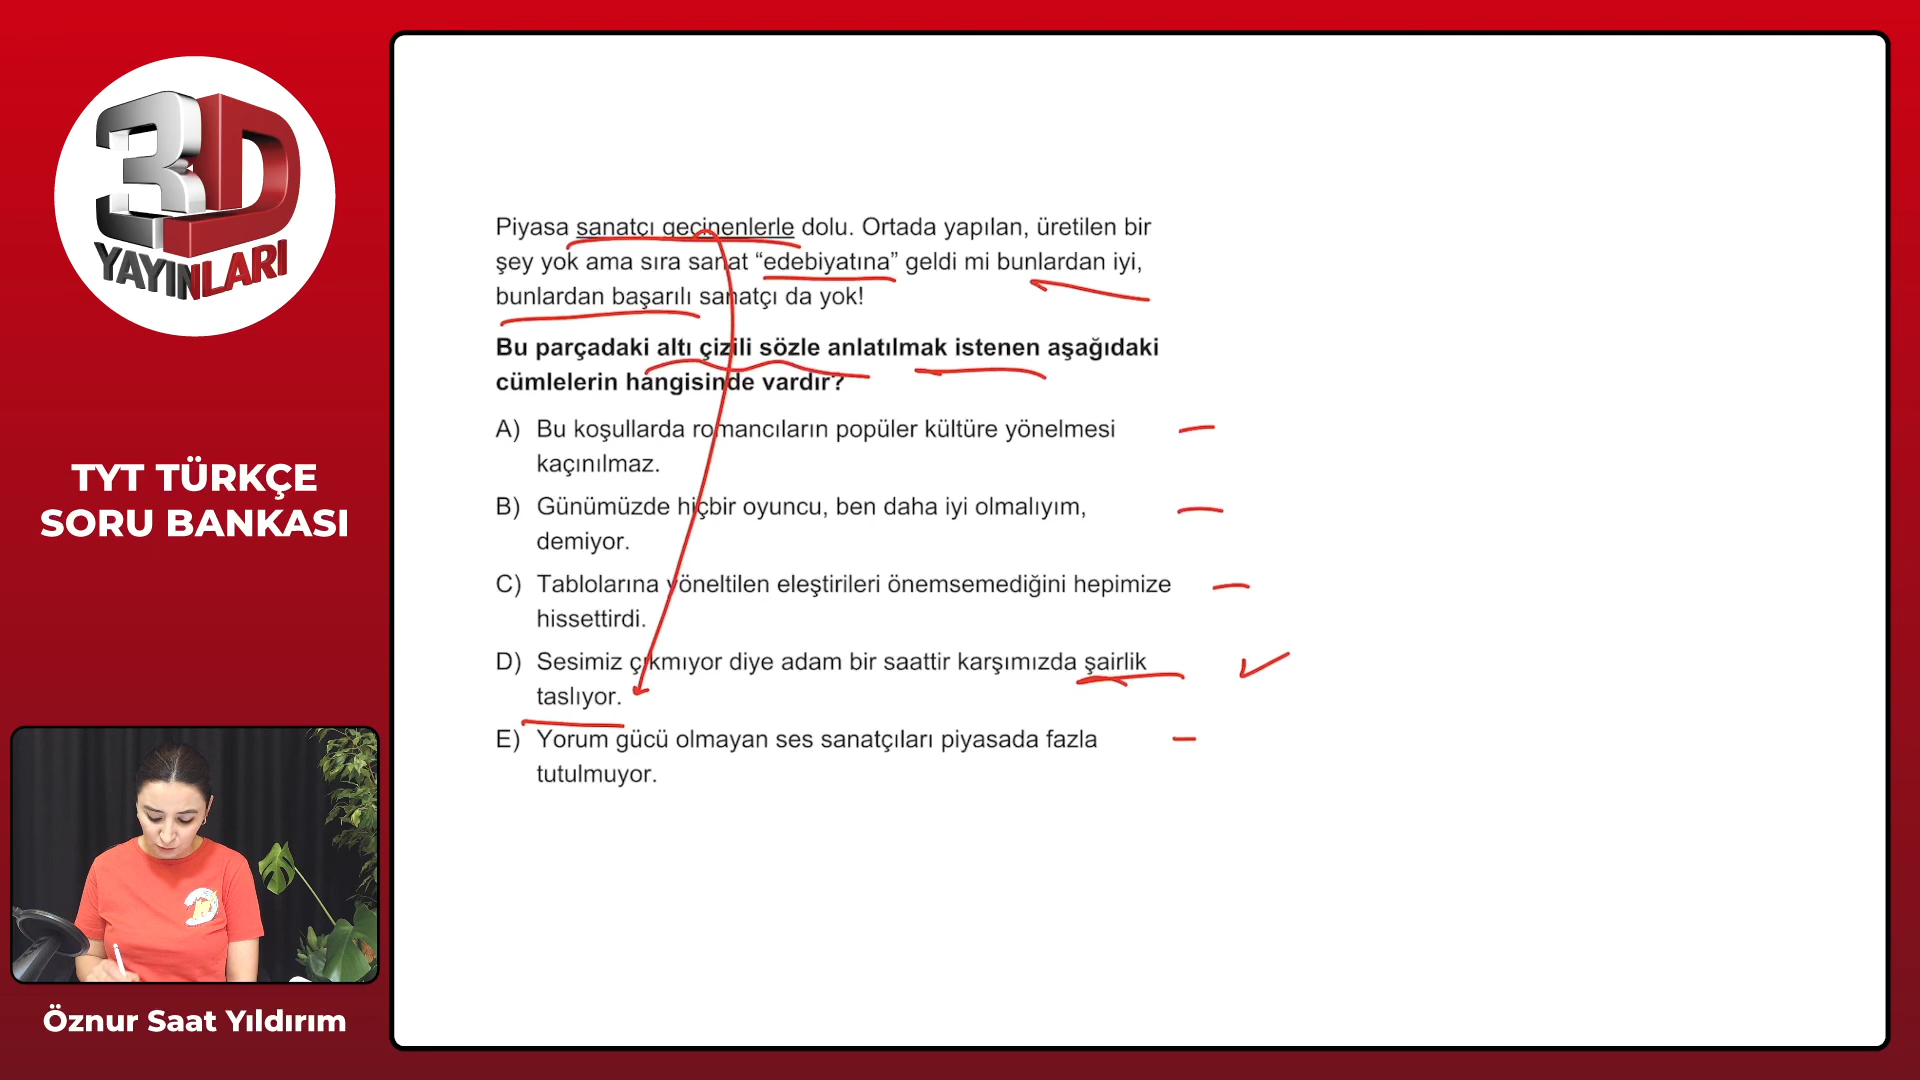 3D
YAYINLARI
TYT TÜRKÇE
SORU BANKASI
Öznur Saat Yıldırım
Piyasa sanatçı geçinenlerle dolu. Ortada yapılan, üretilen bir
şey yok ama sıra sanat “edebiyatına” geldi mi bunlardan iyi,
bunlardan başarılı sanatçı da yok!
Bu parçadaki altı çizili sözle anlatılmak istenen aşağıdaki
cümlelerin hangisinde vardır?
A) Bu koşullarda romancıların popüler kültüre yönelmesi
kaçınılmaz.
B) Günümüzde hiçbir oyuncu, ben daha iyi olmalıyım,
demiyor.
C) Tablolarına yöneltilen eleştirileri önemsemediğini hepimize
hissettirdi.
D) Sesimiz çıkmıyor diye adam bir saattir karşımızda şairlik
taslıyor.
E) Yorum gücü olmayan ses sanatçıları piyasada fazla
tutulmuyor.